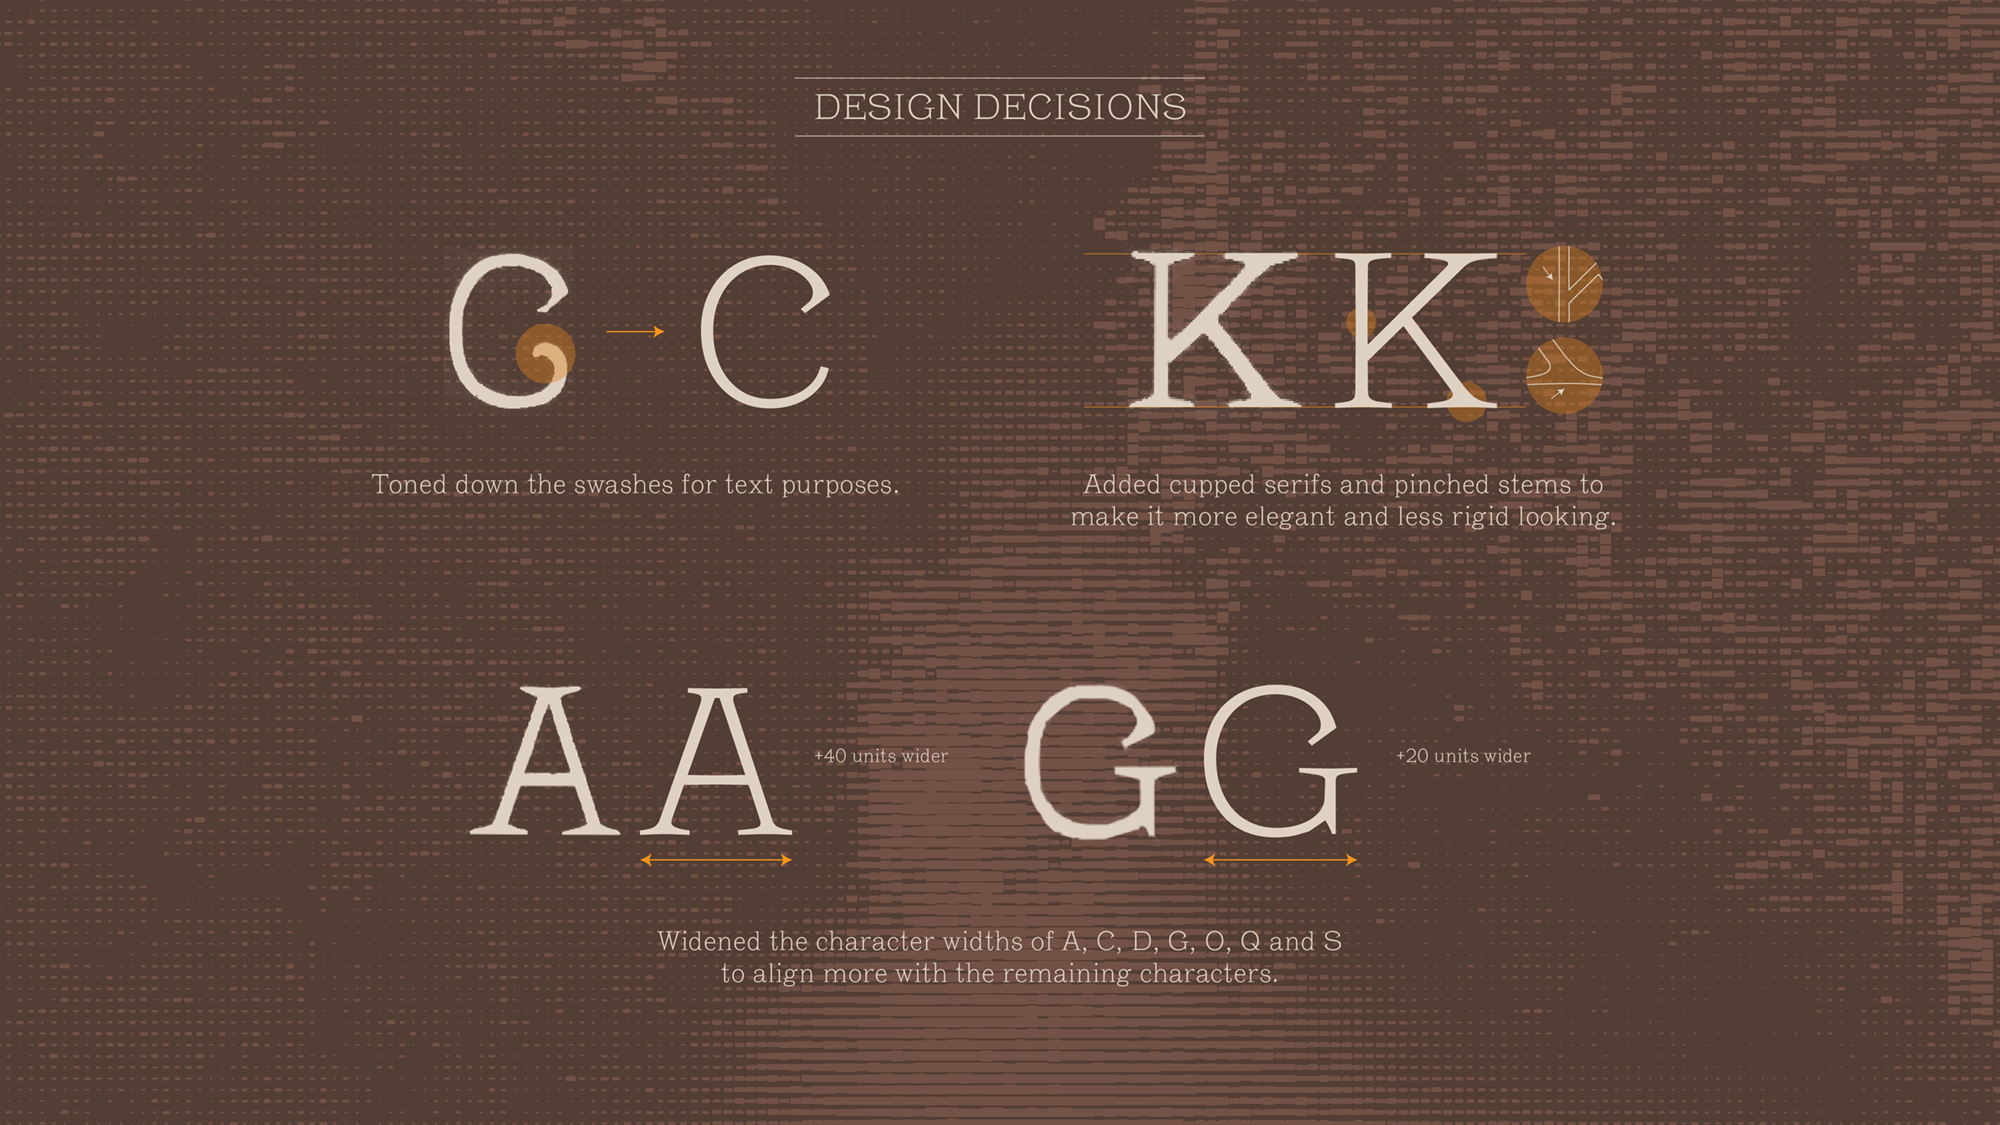 DESIGN DECISIONS
C C
K K
Toned down the swashes for text purposes.
Added cupped serifs and pinched stems to
make it more elegant and less rigid looking.
A A +40 units wider
G G +20 units wider
Widened the character widths of A, C, D, G, O, Q and S
to align more with the remaining characters.